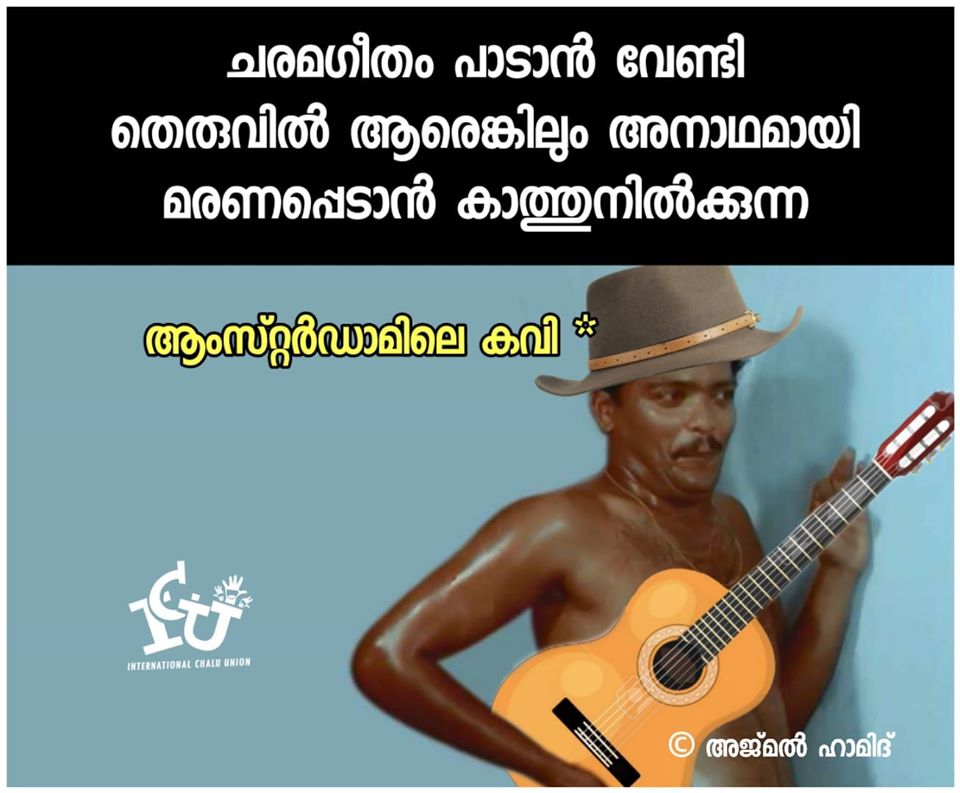 ചരമഗീതം പാടാൻ വേണ്ടി
തെരുവിൽ ആരെങ്കിലും അനാഥമായി
മരണപ്പെടാൻ കാത്തുനിൽക്കുന്ന
ആംസ്റ്റർഡാമിലെ കവി *
ICU
INTERNATIONAL CHALU UNION
© അജ്മൽ ഹാമിദ്